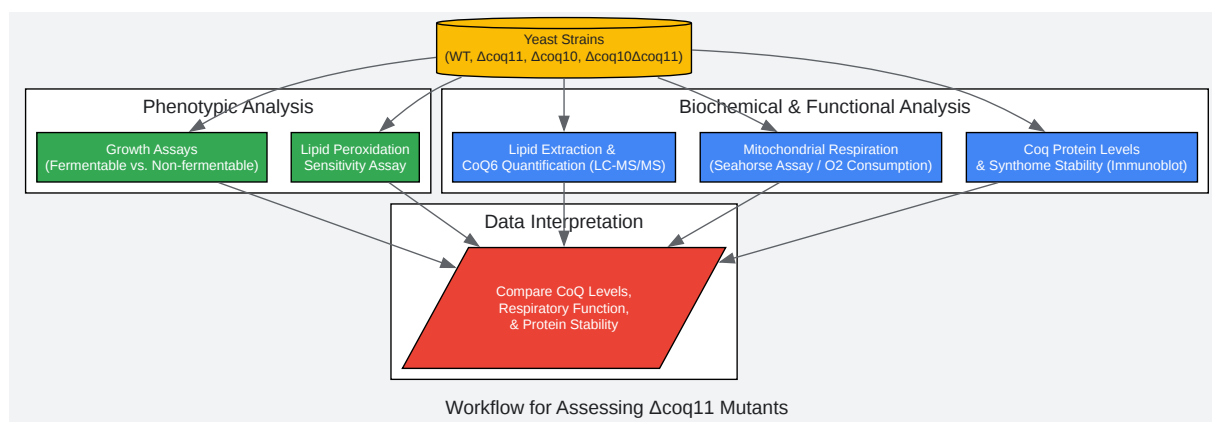 Yeast Strains
(WT, Δcoq11, Δcoq10, Δcoq10Δcoq11)
Phenotypic Analysis
Biochemical & Functional Analysis
Growth Assays
(Fermentable vs. Non-fermentable)
Lipid Peroxidation
Sensitivity Assay
Lipid Extraction &
CoQ6 Quantification (LC-MS/MS)
Mitochondrial Respiration
(Seahorse Assay / O2 Consumption)
Coq Protein Levels
& Synthome Stability (Immunoblot)
Data Interpretation
Compare CoQ Levels,
Respiratory Function,
& Protein Stability
Workflow for Assessing Δcoq11 Mutants